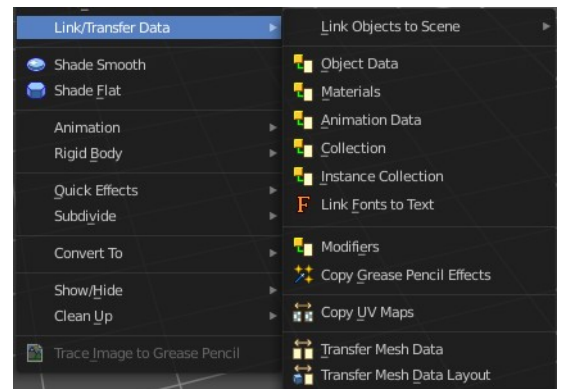 Link/Transfer Data
Shade Smooth
Shade Flat
Animation
Rigid Body
Quick Effects
Subdivide
Convert To
Show/Hide
Clean Up
Trace Image to Grease Pencil
Link Objects to Scene
Object Data
Materials
Animation Data
Collection
Instance Collection
Link Fonts to Text
Modifiers
Copy Grease Pencil Effects
Copy UV Maps
Transfer Mesh Data
Transfer Mesh Data Layout